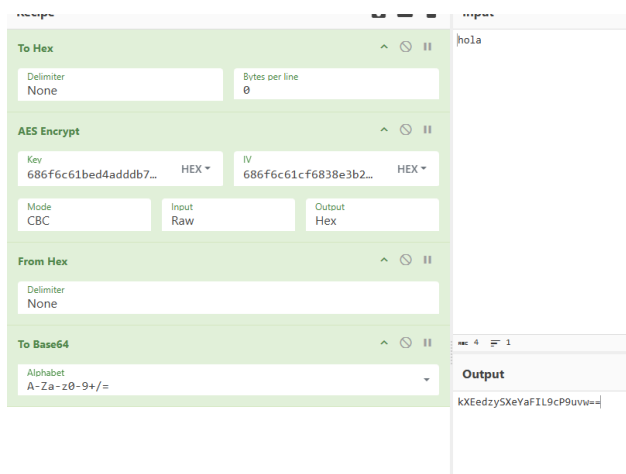 Recipe
Input
To Hex
hola
Delimiter
None
Bytes per line
0
AES Encrypt
Key
686f6c61bed4adddb7…
HEX
IV
686f6c61cf6838e3b2…
HEX
Mode
CBC
Input
Raw
Output
Hex
From Hex
Delimiter
None
To Base64
Alphabet
A-Za-z0-9+/=
ABC 4 1
Output
kXEedzySXeYaFIL9cP9uvw==